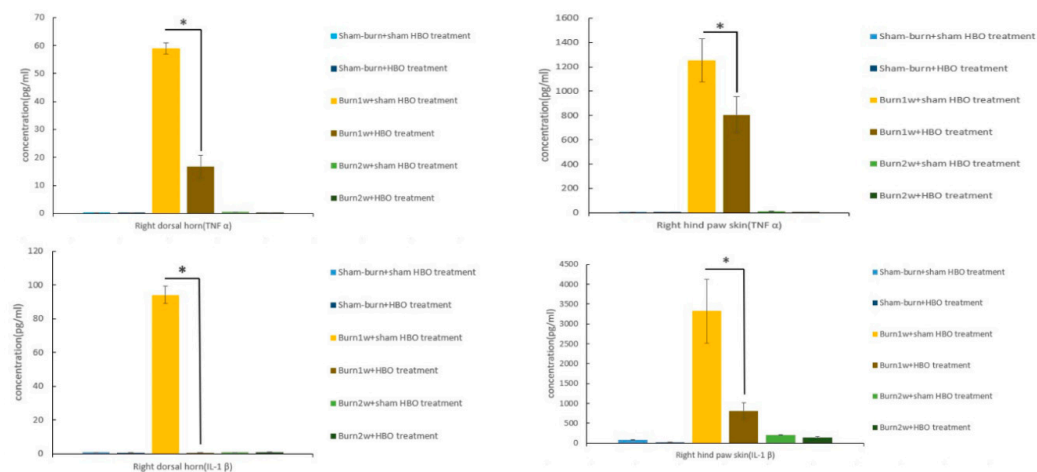 70
60
50
40
30
20
10
0
concentration(pg/ml)
*
Right dorsal horn(TNF α)
Sham-burn+sham HBO treatment
Sham-burn+HBO treatment
Burn1w+sham HBO treatment
Burn1w+HBO treatment
Burn2w+sham HBO treatment
Burn2w+HBO treatment
1600
1400
1200
1000
800
600
400
200
0
concentration(pg/ml)
*
Right hind paw skin(TNF α)
Sham-burn+sham HBO treatment
Sham-burn+HBO treatment
Burn1w+sham HBO treatment
Burn1w+HBO treatment
Burn2w+sham HBO treatment
Burn2w+HBO treatment
120
100
80
60
40
20
0
concentration(pg/ml)
*
Right dorsal horn(IL-1 β)
Sham-burn+sham HBO treatment
Sham-burn+HBO treatment
Burn1w+sham HBO treatment
Burn1w+HBO treatment
Burn2w+sham HBO treatment
Burn2w+HBO treatment
4500
4000
3500
3000
2500
2000
1500
1000
500
0
concentration(pg/ml)
*
Right hind paw skin(IL-1 β)
Sham-burn+sham HBO treatment
Sham-burn+HBO treatment
Burn1w+sham HBO treatment
Burn1w+HBO treatment
Burn2w+sham HBO treatment
Burn2w+HBO treatment